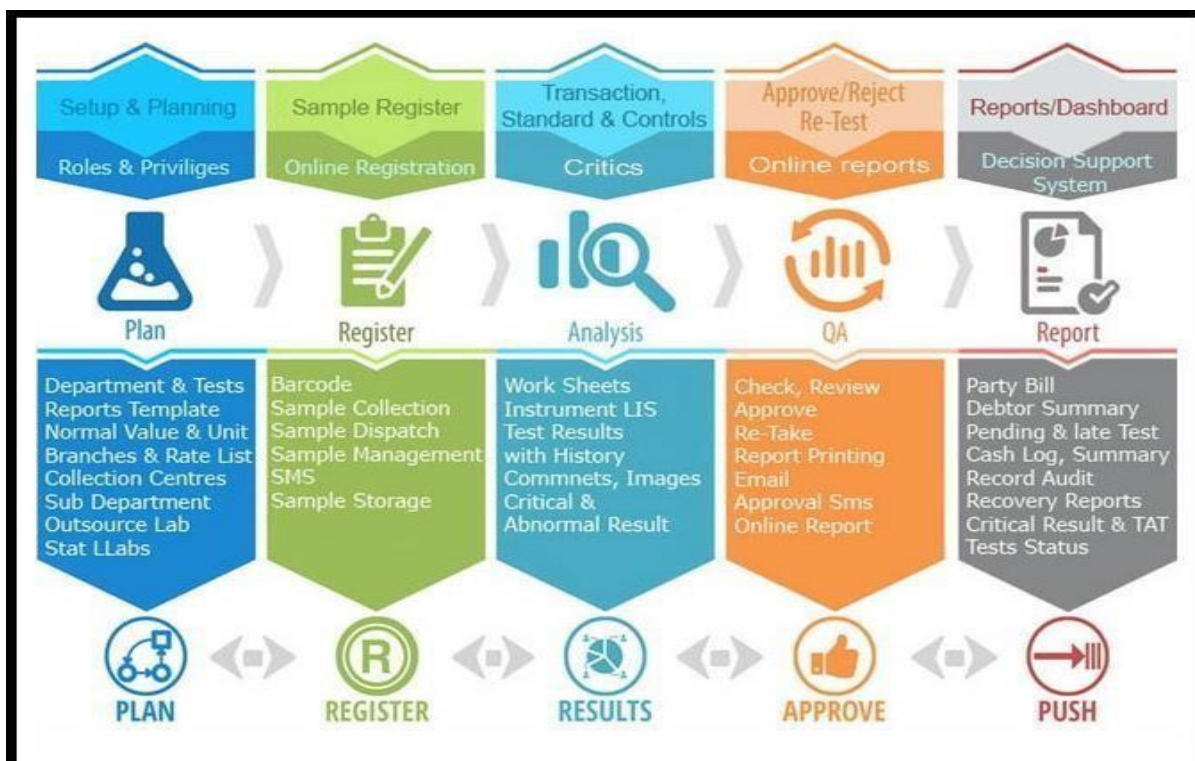 Setup & Planning
Roles & Priviliges
Sample Register
Online Registration
Transaction,
Standard & Controls
Critics
Approve/Reject
Re-Test
Online reports
Reports/Dashboard
Decision Support
System
Plan
Register
Analysis
QA
Report
Department & Tests
Reports Template
Normal Value & Unit
Branches & Rate List
Collection Centres
Sub Department
Outsource Lab
Stat LLabs
Barcode
Sample Collection
Sample Dispatch
Sample Management
SMS
Sample Storage
Work Sheets
Instrument LIS
Test Results
with History
Commnets, Images
Critical &
Abnormal Result
Check, Review
Approve
Re-Take
Report Printing
Email
Approval Sms
Online Report
Party Bill
Debtor Summary
Pending & late Test
Cash Log, Summary
Record Audit
Recovery Reports
Critical Result & TAT
Tests Status
R
PLAN
REGISTER
RESULTS
APPROVE
PUSH